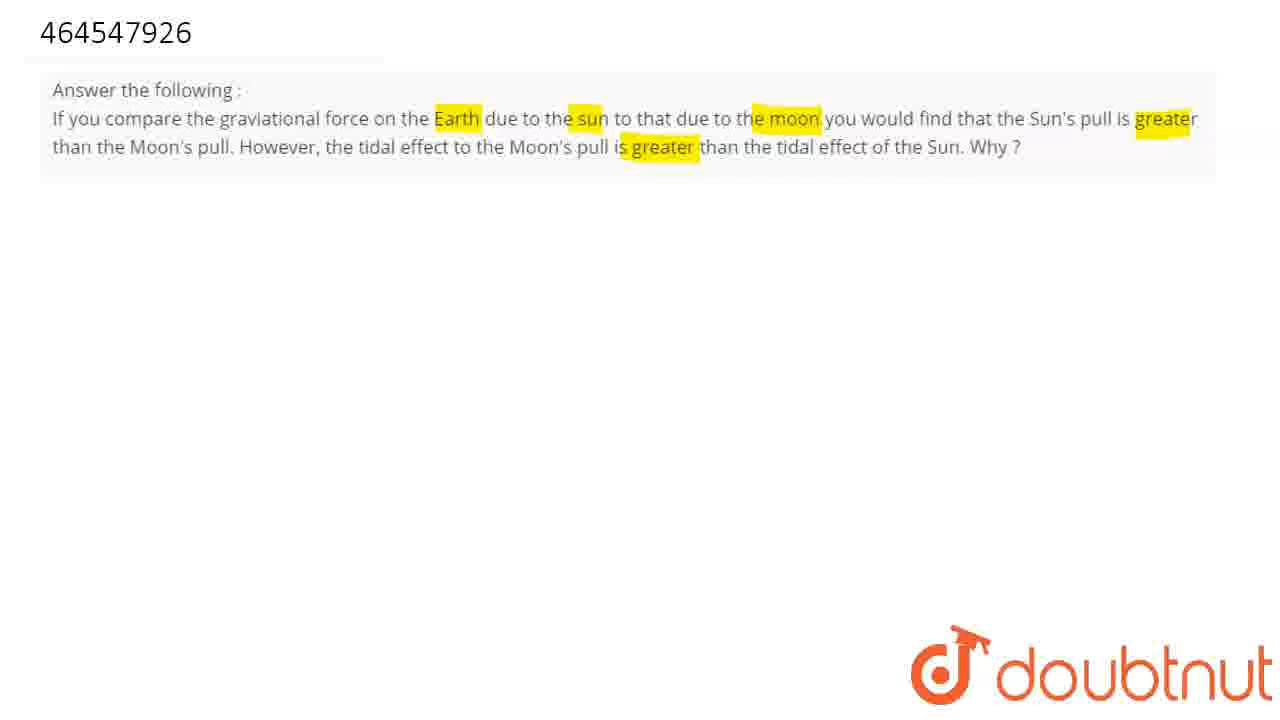 464547926
Answer the following :
If you compare the graviational force on the Earth due to the sun to that due to the moon you would find that the Sun's pull is greater
than the Moon's pull. However, the tidal effect to the Moon's pull is greater than the tidal effect of the Sun. Why ?
doubtnut